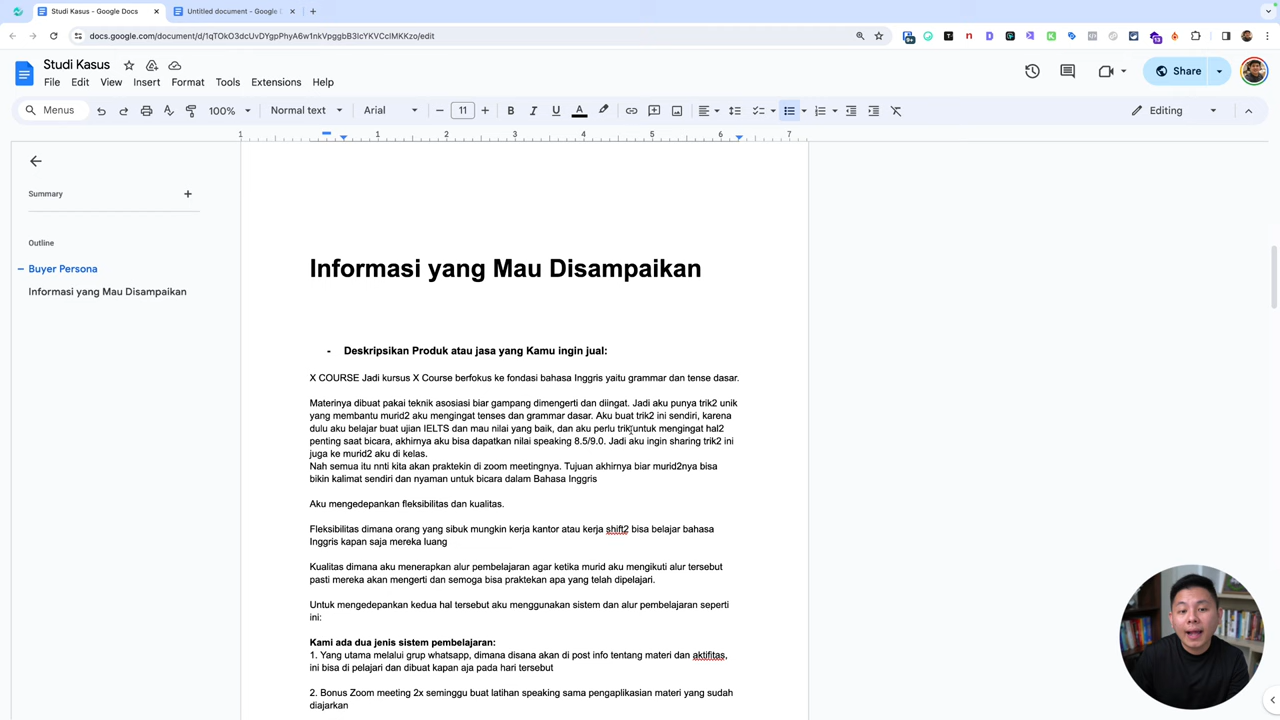 Studi Kasus - Google Docs
Untitled document - Google
docs.google.com/document/d/1qTOkO3dcUvDYgpPhyA6w1nkVpggbB3lcYKVCclMKKzo/edit
Studi Kasus
File Edit View Insert Format Tools Extensions Help
Share
Menus 100% Normal text Arial 11 Editing
1 1 2 3 4 5 6 7
Summary
Outline
Buyer Persona
Informasi yang Mau Disampaikan
Informasi yang Mau Disampaikan
- Deskripsikan Produk atau jasa yang Kamu ingin jual:
X COURSE Jadi kursus X Course berfokus ke fondasi bahasa Inggris yaitu grammar dan tense dasar.
Materinya dibuat pakai teknik asosiasi biar gampang dimengerti dan diingat. Jadi aku punya trik2 unik
yang membantu murid2 aku mengingat tenses dan grammar dasar. Aku buat trik2 ini sendiri, karena
dulu aku belajar buat ujian IELTS dan mau nilai yang baik, dan aku perlu trik untuk mengingat hal2
penting saat bicara, akhirnya aku bisa dapatkan nilai speaking 8.5/9.0. Jadi aku ingin sharing trik2 ini
juga ke murid2 aku di kelas.
Nah semua itu nnti kita akan praktekin di zoom meetingnya. Tujuan akhirnya biar murid2nya bisa
bikin kalimat sendiri dan nyaman untuk bicara dalam Bahasa Inggris
Aku mengedepankan fleksibilitas dan kualitas.
Fleksibilitas dimana orang yang sibuk mungkin kerja kantor atau kerja shift2 bisa belajar bahasa
Inggris kapan saja mereka luang
Kualitas dimana aku menerapkan alur pembelajaran agar ketika murid aku mengikuti alur tersebut
pasti mereka akan mengerti dan semoga bisa praktekan apa yang telah dipelajari.
Untuk mengedepankan kedua hal tersebut aku menggunakan sistem dan alur pembelajaran seperti
ini:
Kami ada dua jenis sistem pembelajaran:
1. Yang utama melalui grup whatsapp, dimana disana akan di post info tentang materi dan aktifitas,
ini bisa di pelajari dan dibuat kapan aja pada hari tersebut
2. Bonus Zoom meeting 2x seminggu buat latihan speaking sama pengaplikasian materi yang sudah
diajarkan